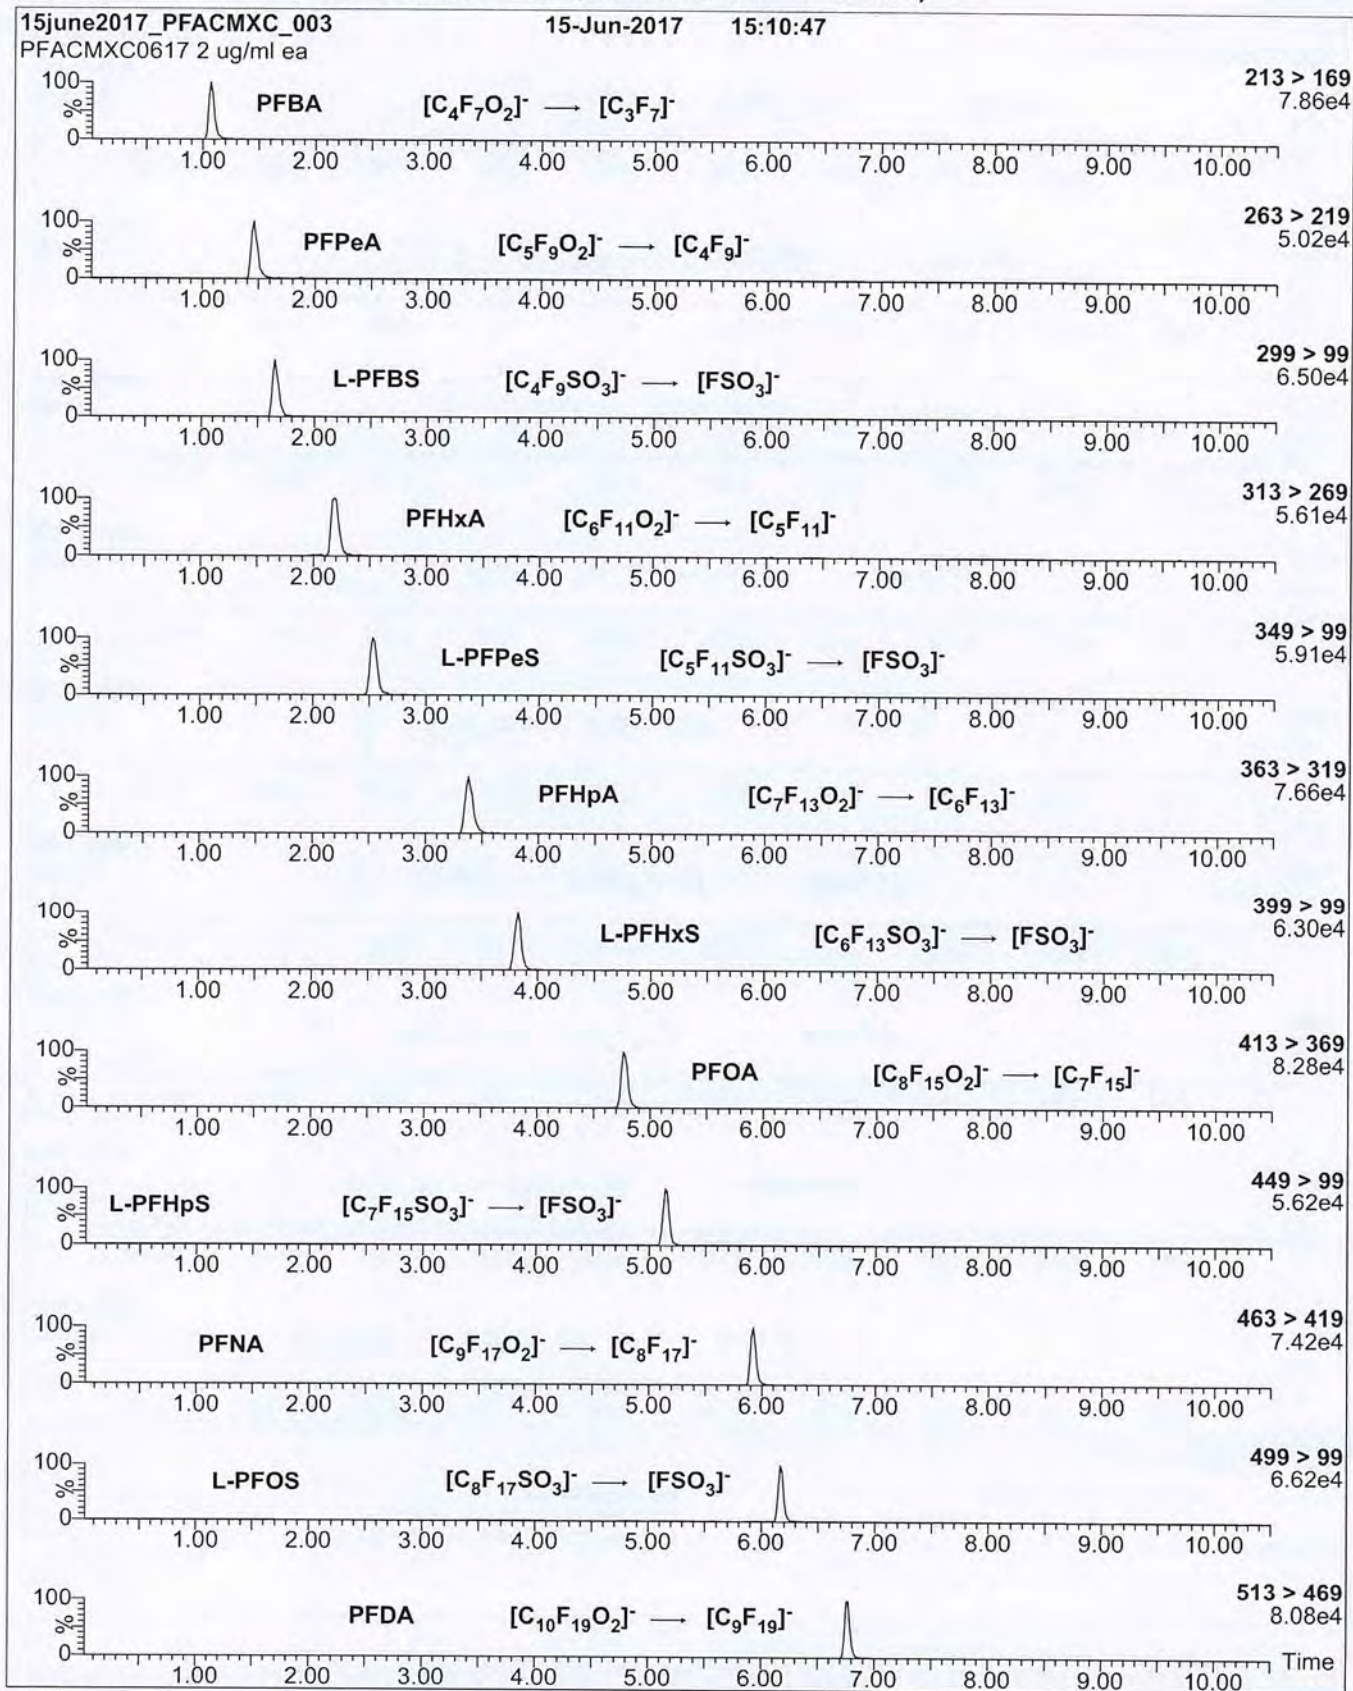 15june2017_PFACMXC_003 15-Jun-2017 15:10:47
PFACMXC0617 2 ug/ml ea
213 > 169
7.86e4
100
%
0
PFBA [C₄F₇O₂]⁻ → [C₃F₇]⁻
1.00 2.00 3.00 4.00 5.00 6.00 7.00 8.00 9.00 10.00
263 > 219
5.02e4
100
%
0
PFPeA [C₅F₉O₂]⁻ → [C₄F₉]⁻
1.00 2.00 3.00 4.00 5.00 6.00 7.00 8.00 9.00 10.00
299 > 99
6.50e4
100
%
0
L-PFBS [C₄F₉SO₃]⁻ → [FSO₃]⁻
1.00 2.00 3.00 4.00 5.00 6.00 7.00 8.00 9.00 10.00
313 > 269
5.61e4
100
%
0
PFHxA [C₆F₁₁O₂]⁻ → [C₅F₁₁]⁻
1.00 2.00 3.00 4.00 5.00 6.00 7.00 8.00 9.00 10.00
349 > 99
5.91e4
100
%
0
L-PFPeS [C₅F₁₁SO₃]⁻ → [FSO₃]⁻
1.00 2.00 3.00 4.00 5.00 6.00 7.00 8.00 9.00 10.00
363 > 319
7.66e4
100
%
0
PFHpA [C₇F₁₃O₂]⁻ → [C₆F₁₃]⁻
1.00 2.00 3.00 4.00 5.00 6.00 7.00 8.00 9.00 10.00
399 > 99
6.30e4
100
%
0
L-PFHxS [C₆F₁₃SO₃]⁻ → [FSO₃]⁻
1.00 2.00 3.00 4.00 5.00 6.00 7.00 8.00 9.00 10.00
413 > 369
8.28e4
100
%
0
PFOA [C₈F₁₅O₂]⁻ → [C₇F₁₅]⁻
1.00 2.00 3.00 4.00 5.00 6.00 7.00 8.00 9.00 10.00
449 > 99
5.62e4
100
%
0
L-PFHpS [C₇F₁₅SO₃]⁻ → [FSO₃]⁻
1.00 2.00 3.00 4.00 5.00 6.00 7.00 8.00 9.00 10.00
463 > 419
7.42e4
100
%
0
PFNA [C₉F₁₇O₂]⁻ → [C₈F₁₇]⁻
1.00 2.00 3.00 4.00 5.00 6.00 7.00 8.00 9.00 10.00
499 > 99
6.62e4
100
%
0
L-PFOS [C₈F₁₇SO₃]⁻ → [FSO₃]⁻
1.00 2.00 3.00 4.00 5.00 6.00 7.00 8.00 9.00 10.00
513 > 469
8.08e4
100
%
0
PFDA [C₁₀F₁₉O₂]⁻ → [C₉F₁₉]⁻
Time
1.00 2.00 3.00 4.00 5.00 6.00 7.00 8.00 9.00 10.00